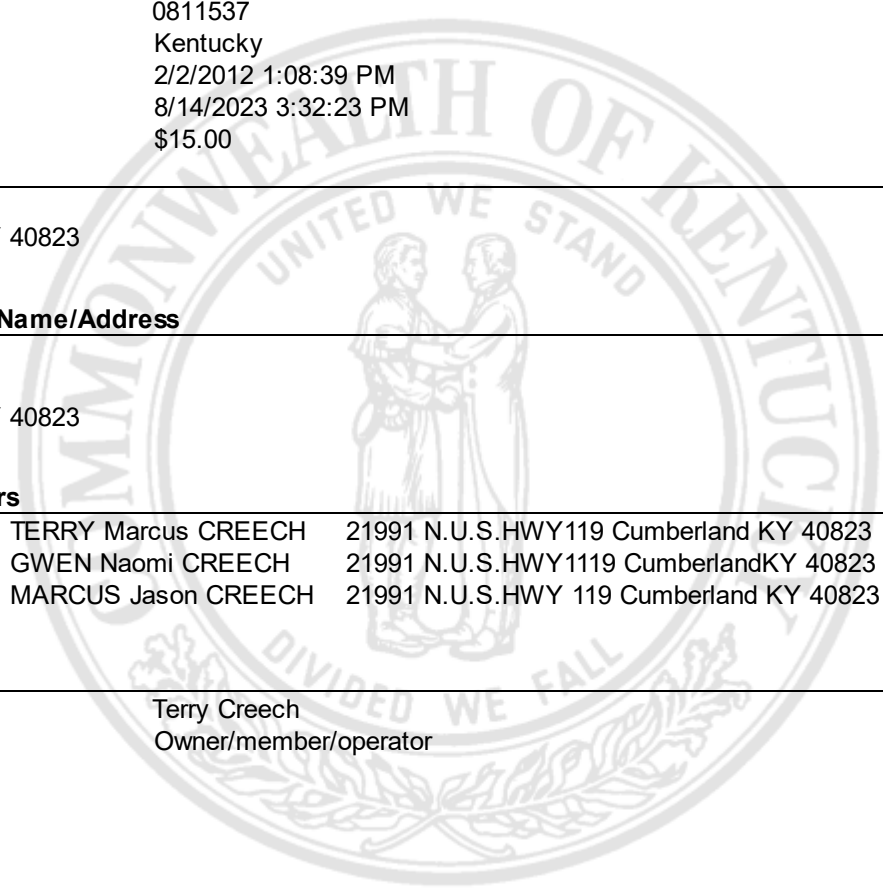 0811537
Kentucky
2/2/2012 1:08:39 PM
8/14/2023 3:32:23 PM
$15.00
COMMONWEALTH OF KENTUCKY
UNITED WE STAND
40823
Name/Address
40823
TERRY Marcus CREECH 21991 N.U.S.HWY119 Cumberland KY 40823
GWEN Naomi CREECH 21991 N.U.S.HWY1119 CumberlandKY 40823
MARCUS Jason CREECH 21991 N.U.S.HWY 119 Cumberland KY 40823
DIVIDED WE FALL
Terry Creech
Owner/member/operator